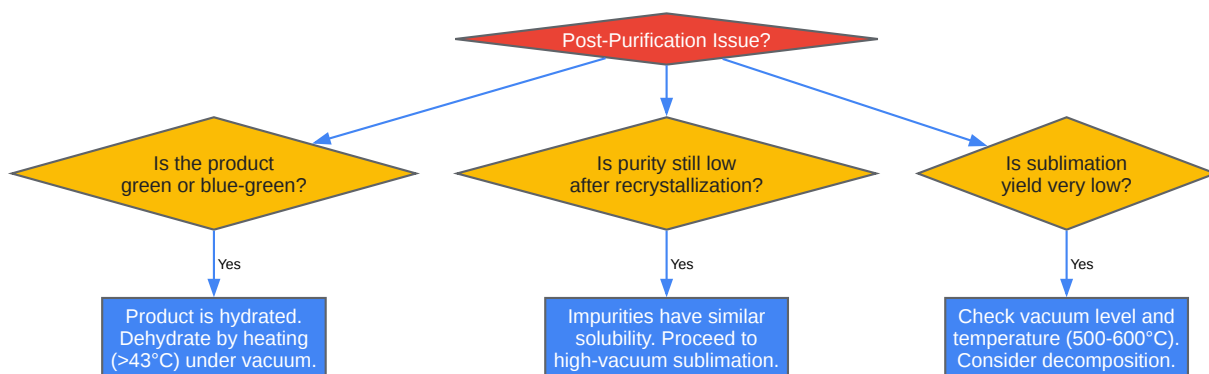 Post-Purification Issue?
Is the product
green or blue-green?
Is purity still low
after recrystallization?
Is sublimation
yield very low?
Yes
Yes
Yes
Product is hydrated.
Dehydrate by heating
(>43°C) under vacuum.
Impurities have similar
solubility. Proceed to
high-vacuum sublimation.
Check vacuum level and
temperature (500-600°C).
Consider decomposition.